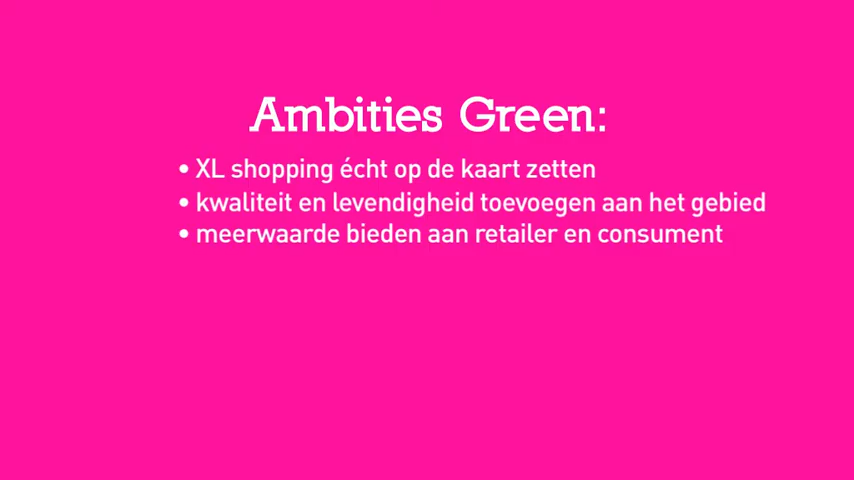 Ambities Green:
• XL shopping écht op de kaart zetten
• kwaliteit en levendigheid toevoegen aan het gebied
• meerwaarde bieden aan retailer en consument